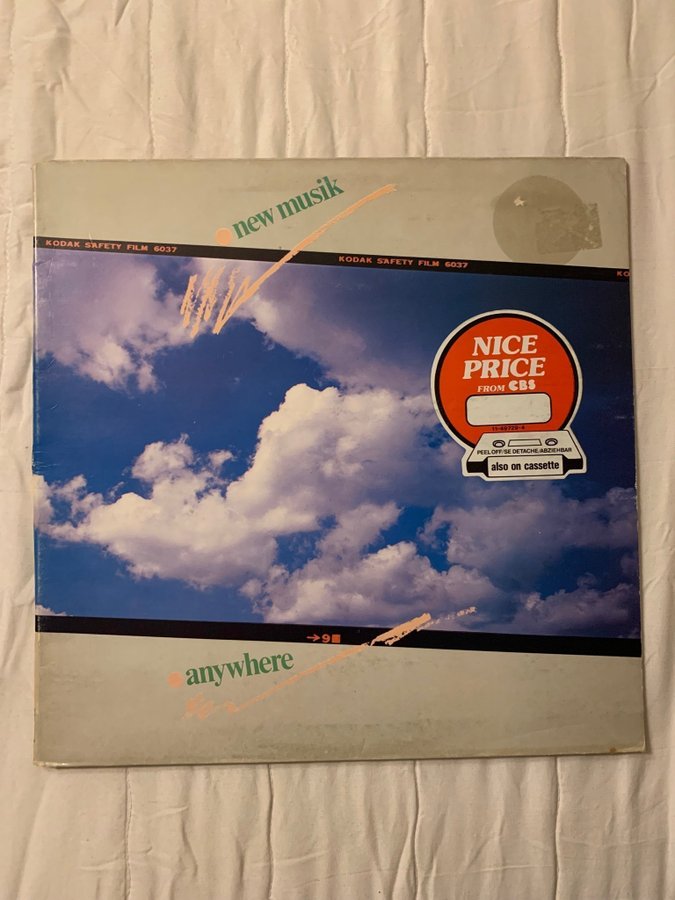 new musik
KODAK SAFETY FILM 6037
KODAK SAFETY FILM 6037
KO
NICE
PRICE
FROM CBS
PEEL OFF/SE DETACHE/ABZIEHBAR
also on cassette
→9
anywhere